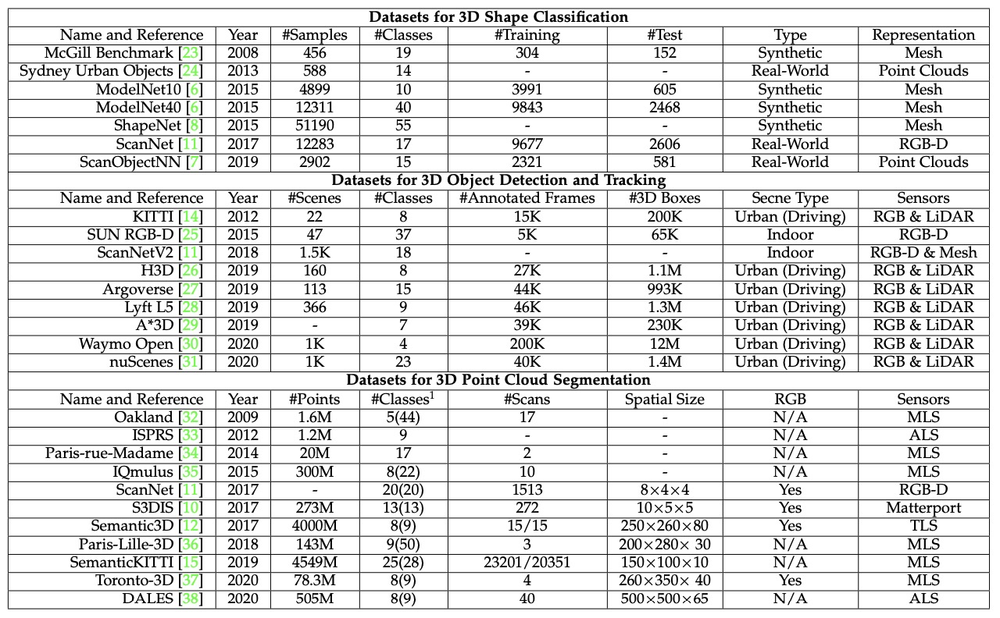 Datasets for 3D Shape Classification
Name and Reference Year #Samples #Classes #Training #Test Type Representation
McGill Benchmark [23] 2008 456 19 304 152 Synthetic Mesh
Sydney Urban Objects [24] 2013 588 14 - - Real-World Point Clouds
ModelNet10 [6] 2015 4899 10 3991 605 Synthetic Mesh
ModelNet40 [6] 2015 12311 40 9843 2468 Synthetic Mesh
ShapeNet [8] 2015 51190 55 - - Synthetic Mesh
ScanNet [11] 2017 12283 17 9677 2606 Real-World RGB-D
ScanObjectNN [7] 2019 2902 15 2321 581 Real-World Point Clouds
Datasets for 3D Object Detection and Tracking
Name and Reference Year #Scenes #Classes #Annotated Frames #3D Boxes Secne Type Sensors
KITTI [14] 2012 22 8 15K 200K Urban (Driving) RGB & LiDAR
SUN RGB-D [25] 2015 47 37 5K 65K Indoor RGB-D
ScanNetV2 [11] 2018 1.5K 18 - - Indoor RGB-D & Mesh
H3D [26] 2019 160 8 27K 1.1M Urban (Driving) RGB & LiDAR
Argoverse [27] 2019 113 15 44K 993K Urban (Driving) RGB & LiDAR
Lyft L5 [28] 2019 366 9 46K 1.3M Urban (Driving) RGB & LiDAR
A*3D [29] 2019 - 7 39K 230K Urban (Driving) RGB & LiDAR
Waymo Open [30] 2020 1K 4 200K 12M Urban (Driving) RGB & LiDAR
nuScenes [31] 2020 1K 23 40K 1.4M Urban (Driving) RGB & LiDAR
Datasets for 3D Point Cloud Segmentation
Name and Reference Year #Points #Classes¹ #Scans Spatial Size RGB Sensors
Oakland [32] 2009 1.6M 5(44) 17 - N/A MLS
ISPRS [33] 2012 1.2M 9 - - N/A ALS
Paris-rue-Madame [34] 2014 20M 17 2 - N/A MLS
IQmulus [35] 2015 300M 8(22) 10 - N/A MLS
ScanNet [11] 2017 - 20(20) 1513 8×4×4 Yes RGB-D
S3DIS [10] 2017 273M 13(13) 272 10×5×5 Yes Matterport
Semantic3D [12] 2017 4000M 8(9) 15/15 250×260×80 Yes TLS
Paris-Lille-3D [36] 2018 143M 9(50) 3 200×280× 30 N/A MLS
SemanticKITTI [15] 2019 4549M 25(28) 23201/20351 150×100×10 N/A MLS
Toronto-3D [37] 2020 78.3M 8(9) 4 260×350× 40 Yes MLS
DALES [38] 2020 505M 8(9) 40 500×500×65 N/A ALS